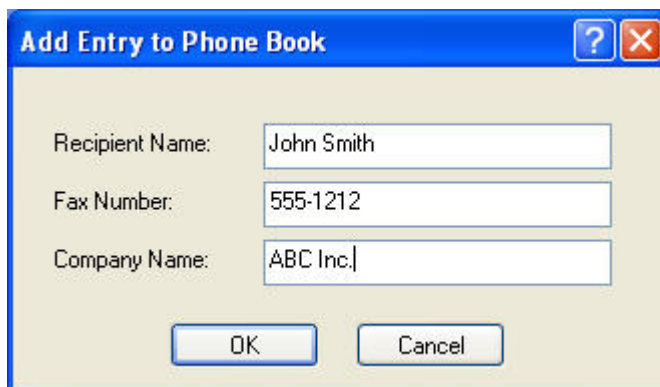 Add Entry to Phone Book ?
Recipient Name: John Smith
Fax Number: 555-1212
Company Name: ABC Inc.
OK Cancel